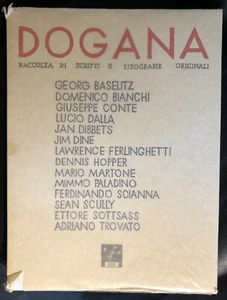 DOGANA
RACCOLTA DI SCRITTI E LITOGRAFIE ORIGINALI
GEORG BASELITZ
DOMENICO BIANCHI
GIUSEPPE CONTE
LUCIO DALLA
JAN DIBBETS
JIM DINE
LAWRENCE FERLINGHETTI
DENNIS HOPPER
MARIO MARTONE
MIMMO PALADINO
FERDINANDO SCIANNA
SEAN SCULLY
ETTORE SOTTSASS
ADRIANO TROVATO